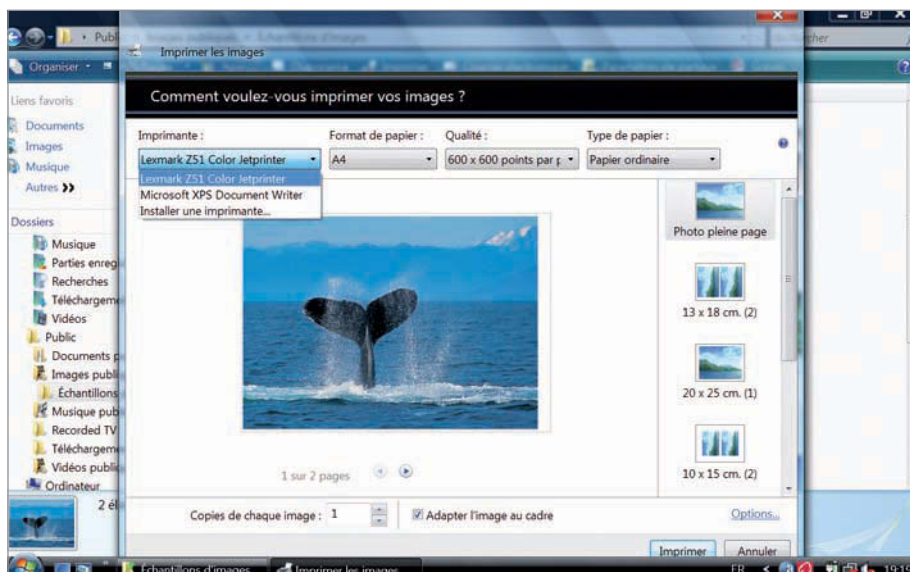 Publi
Imprimer les images
Organiser
Comment voulez-vous imprimer vos images ?
Liens favoris
Documents
Images
Musique
Autres
Dossiers
Musique
Parties enreg
Recherches
Téléchargeme
Vidéos
Public
Documents p
Images publi
Échantillons
Musique pub
Recorded TV
Téléchargeme
Vidéos public
Ordinateur
2 él
Imprimante :
Format de papier :
Qualité :
Type de papier :
Lexmark Z51 Color Jetprinter
A4
600 x 600 points par p
Papier ordinaire
Lexmark Z51 Color Jetprinter
Microsoft XPS Document Writer
Installer une imprimante...
Photo pleine page
13 x 18 cm. (2)
20 x 25 cm. (1)
10 x 15 cm. (2)
1 sur 2 pages
Copies de chaque image : 1
Adapter l'image au cadre
Options...
Imprimer
Annuler
Échantillons d'images
Imprimer les images
FR
19:19